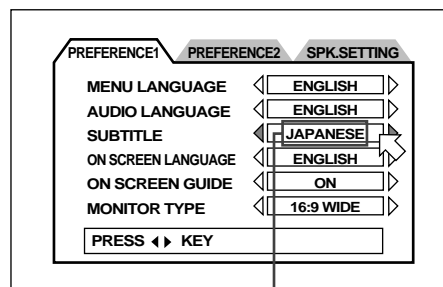 PREFERENCE1 PREFERENCE2 SPK.SETTING
MENU LANGUAGE ENGLISH
AUDIO LANGUAGE ENGLISH
SUBTITLE JAPANESE
ON SCREEN LANGUAGE ENGLISH
ON SCREEN GUIDE ON
MONITOR TYPE 16:9 WIDE
PRESS KEY